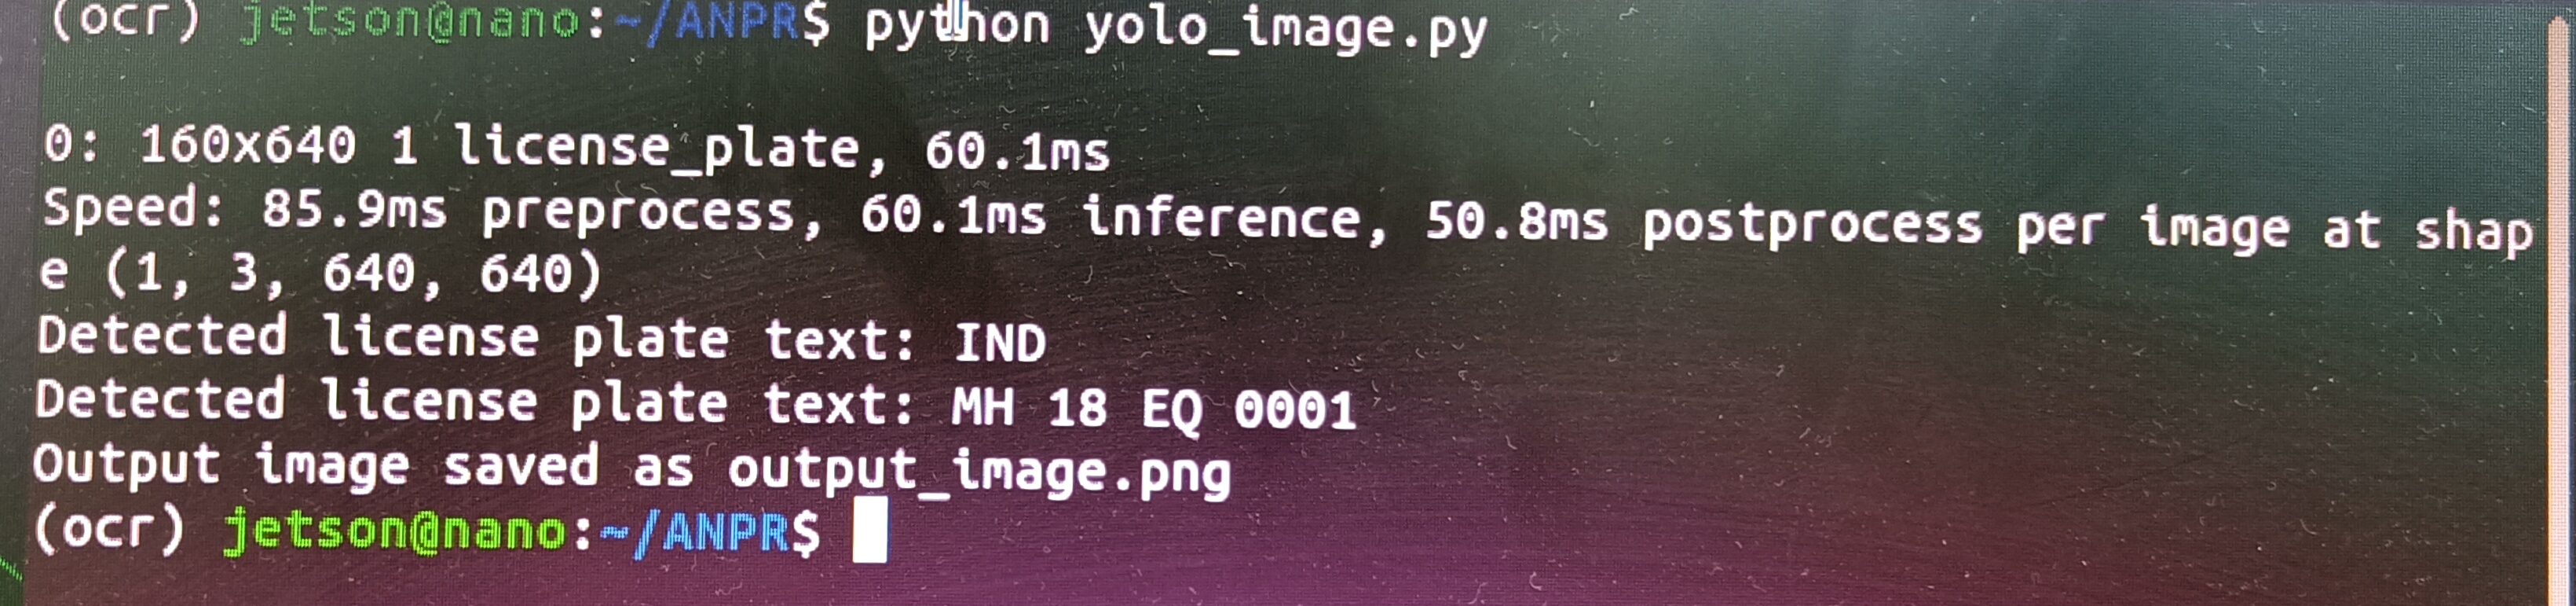 (ocr) jetson@nano:~/ANPR$ python yolo_image.py
0: 160x640 1 license_plate, 60.1ms
Speed: 85.9ms preprocess, 60.1ms inference, 50.8ms postprocess per image at shap
e (1, 3, 640, 640)
Detected license plate text: IND
Detected license plate text: MH 18 EQ 0001
Output image saved as output_image.png
(ocr) jetson@nano:~/ANPR$